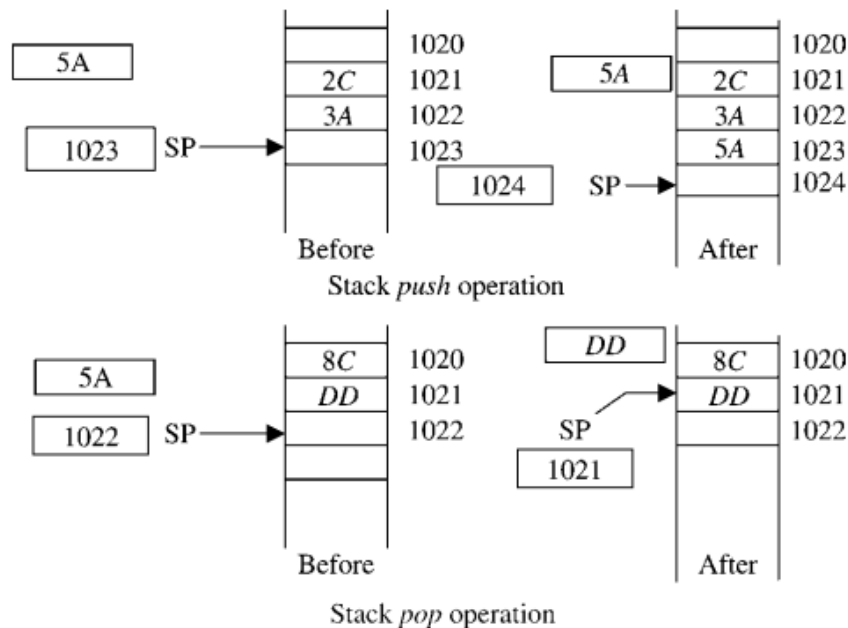 5A
1023 SP
1020
2C 1021
3A 1022
1023
Before
5A
1024 SP
1020
2C 1021
3A 1022
5A 1023
1024
After
Stack push operation
5A
1022 SP
8C 1020
DD 1021
1022
Before
DD
SP
1021
8C 1020
DD 1021
1022
After
Stack pop operation